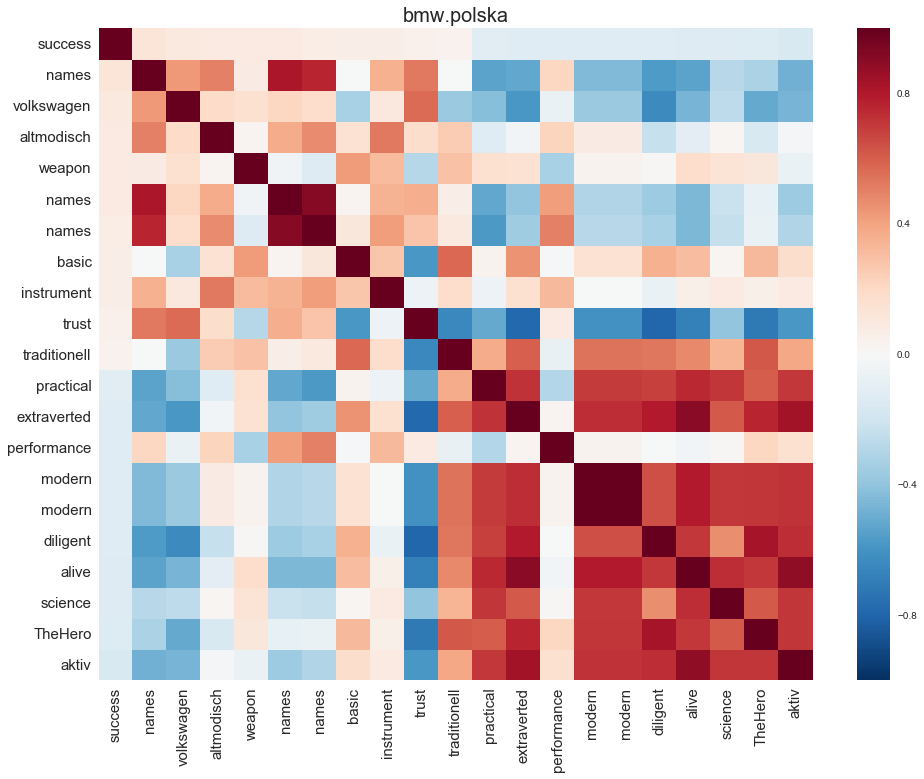 bmw.polska
success
names
volkswagen
altmodisch
weapon
names
names
basic
instrument
trust
traditionell
practical
extraverted
performance
modern
modern
diligent
alive
science
TheHero
aktiv
success
names
volkswagen
altmodisch
weapon
names
names
basic
instrument
trust
traditionell
practical
extraverted
performance
modern
modern
diligent
alive
science
TheHero
aktiv
0.8
0.4
0.0
−0.4
−0.8